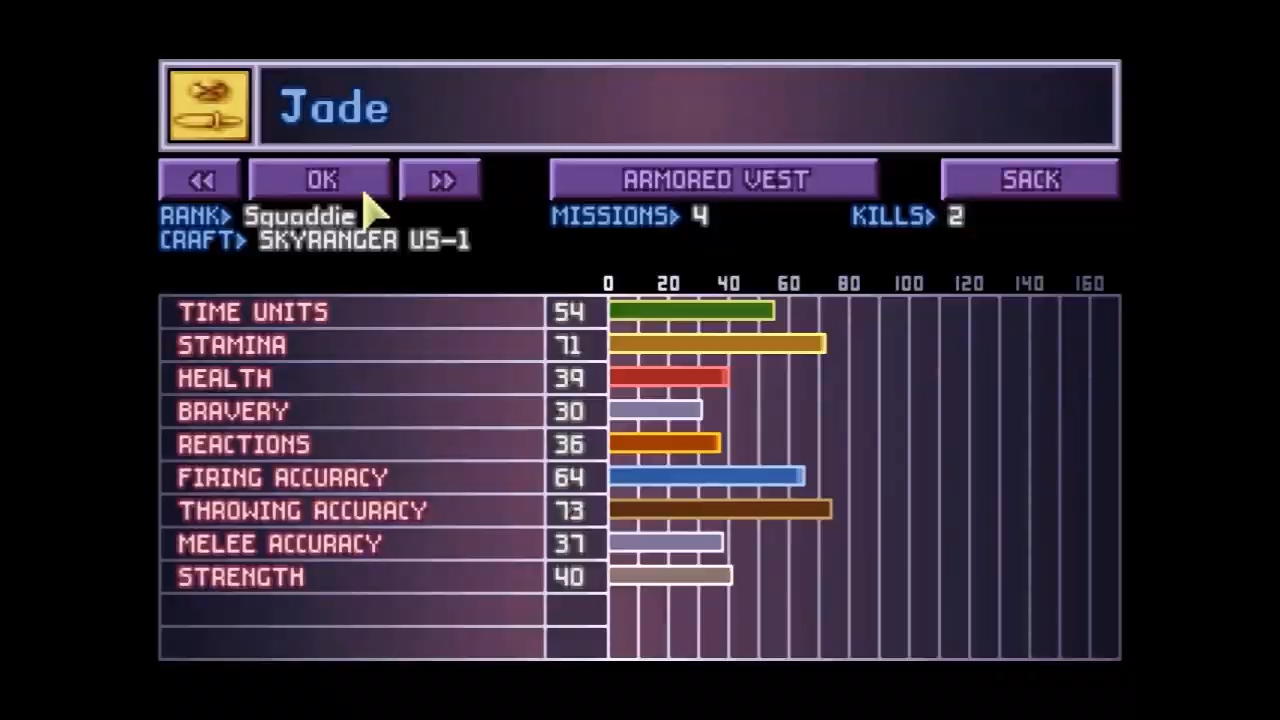 Jade
<< OK >> ARMORED VEST SACK
RANK> Squaddie MISSIONS> 4 KILLS> 2
CRAFT> SKYRANGER US-1
0 20 40 60 80 100 120 140 160
TIME UNITS 54
STAMINA 71
HEALTH 39
BRAVERY 30
REACTIONS 36
FIRING ACCURACY 64
THROWING ACCURACY 73
MELEE ACCURACY 37
STRENGTH 40